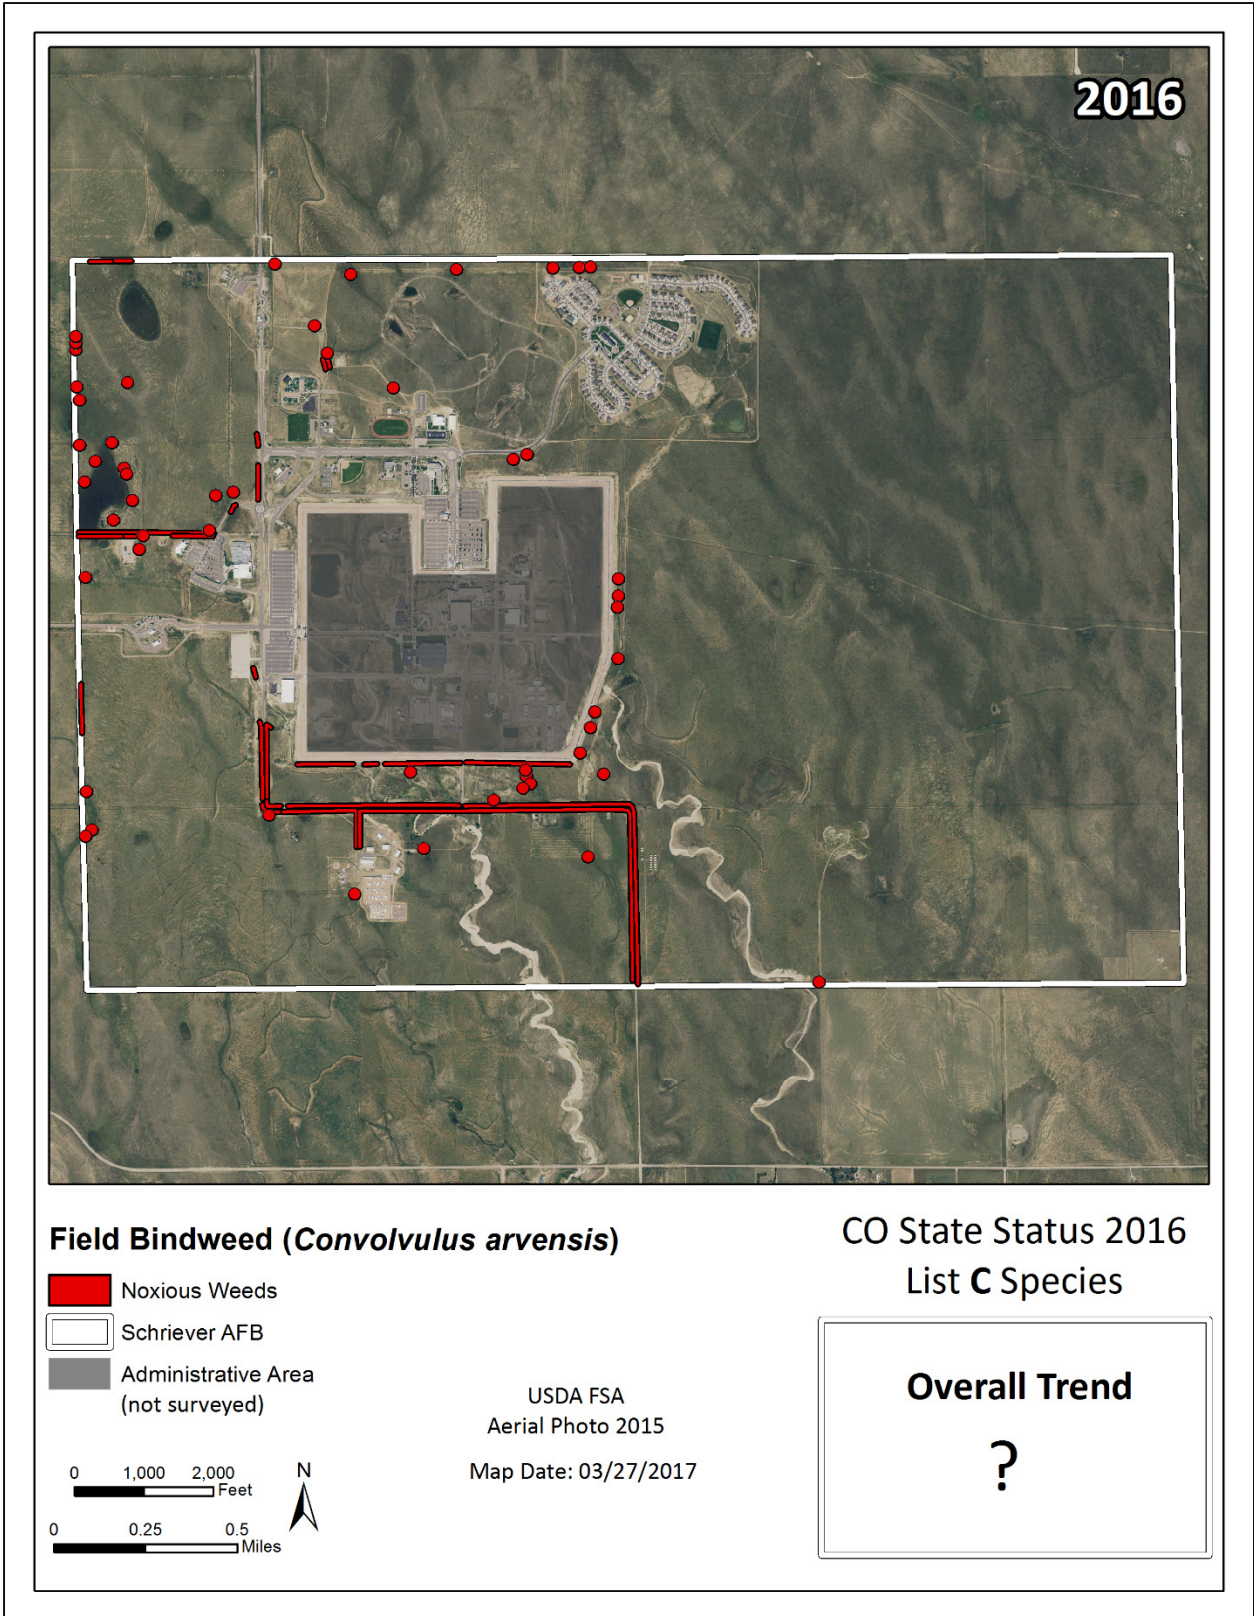 2016
Field Bindweed (Convolvulus arvensis)
Noxious Weeds
Schriever AFB
Administrative Area
(not surveyed)
0 1,000 2,000
Feet
0 0.25 0.5
Miles
N
USDA FSA
Aerial Photo 2015
Map Date: 03/27/2017
CO State Status 2016
List C Species
Overall Trend
?